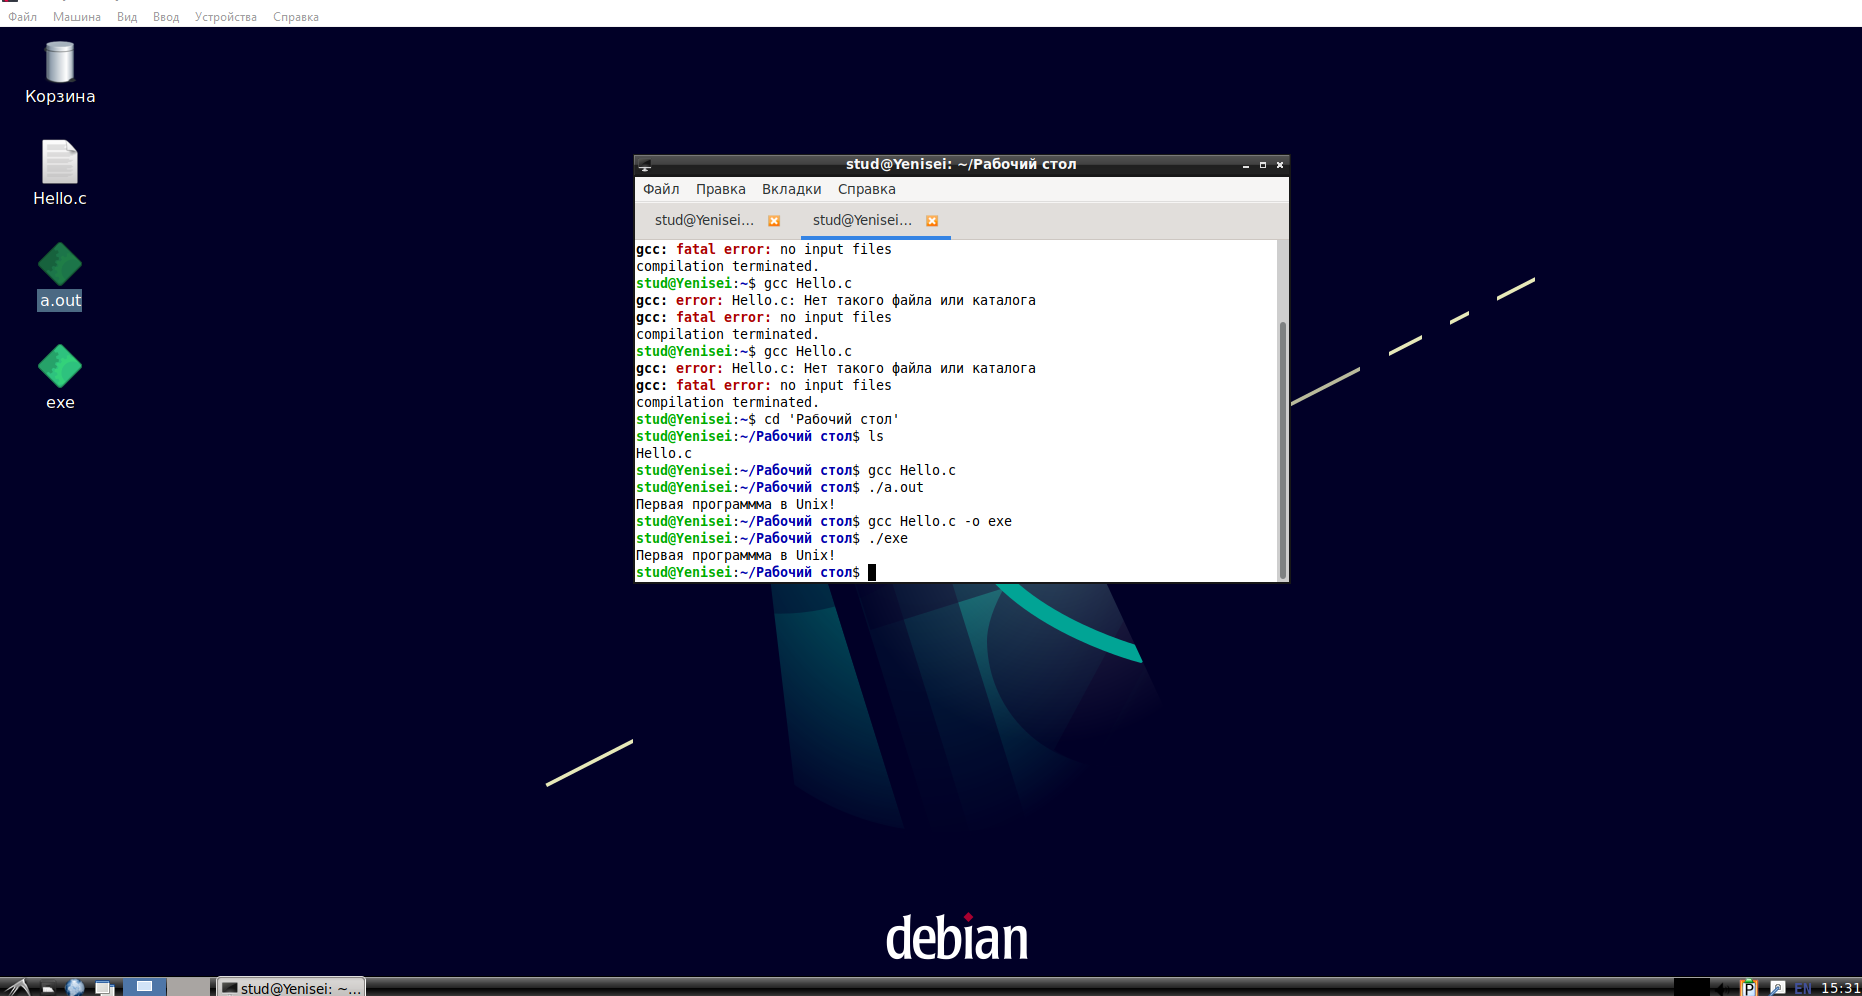 Файл Машина Вид Ввод Устройства Справка
Корзина
Hello.c
a.out
exe
stud@Yenisei: ~/Рабочий стол
Файл Правка Вкладки Справка
stud@Yenisei... stud@Yenisei...
gcc: fatal error: no input files
compilation terminated.
stud@Yenisei:~$ gcc Hello.c
gcc: error: Hello.c: Нет такого файла или каталога
gcc: fatal error: no input files
compilation terminated.
stud@Yenisei:~$ gcc Hello.c
gcc: error: Hello.c: Нет такого файла или каталога
gcc: fatal error: no input files
compilation terminated.
stud@Yenisei:~$ cd 'Рабочий стол'
stud@Yenisei:~/Рабочий стол$ ls
Hello.c
stud@Yenisei:~/Рабочий стол$ gcc Hello.c
stud@Yenisei:~/Рабочий стол$ ./a.out
Первая программма в Unix!
stud@Yenisei:~/Рабочий стол$ gcc Hello.c -o exe
stud@Yenisei:~/Рабочий стол$ ./exe
Первая программма в Unix!
stud@Yenisei:~/Рабочий стол$
debian
stud@Yenisei: ~... P EN 15:31